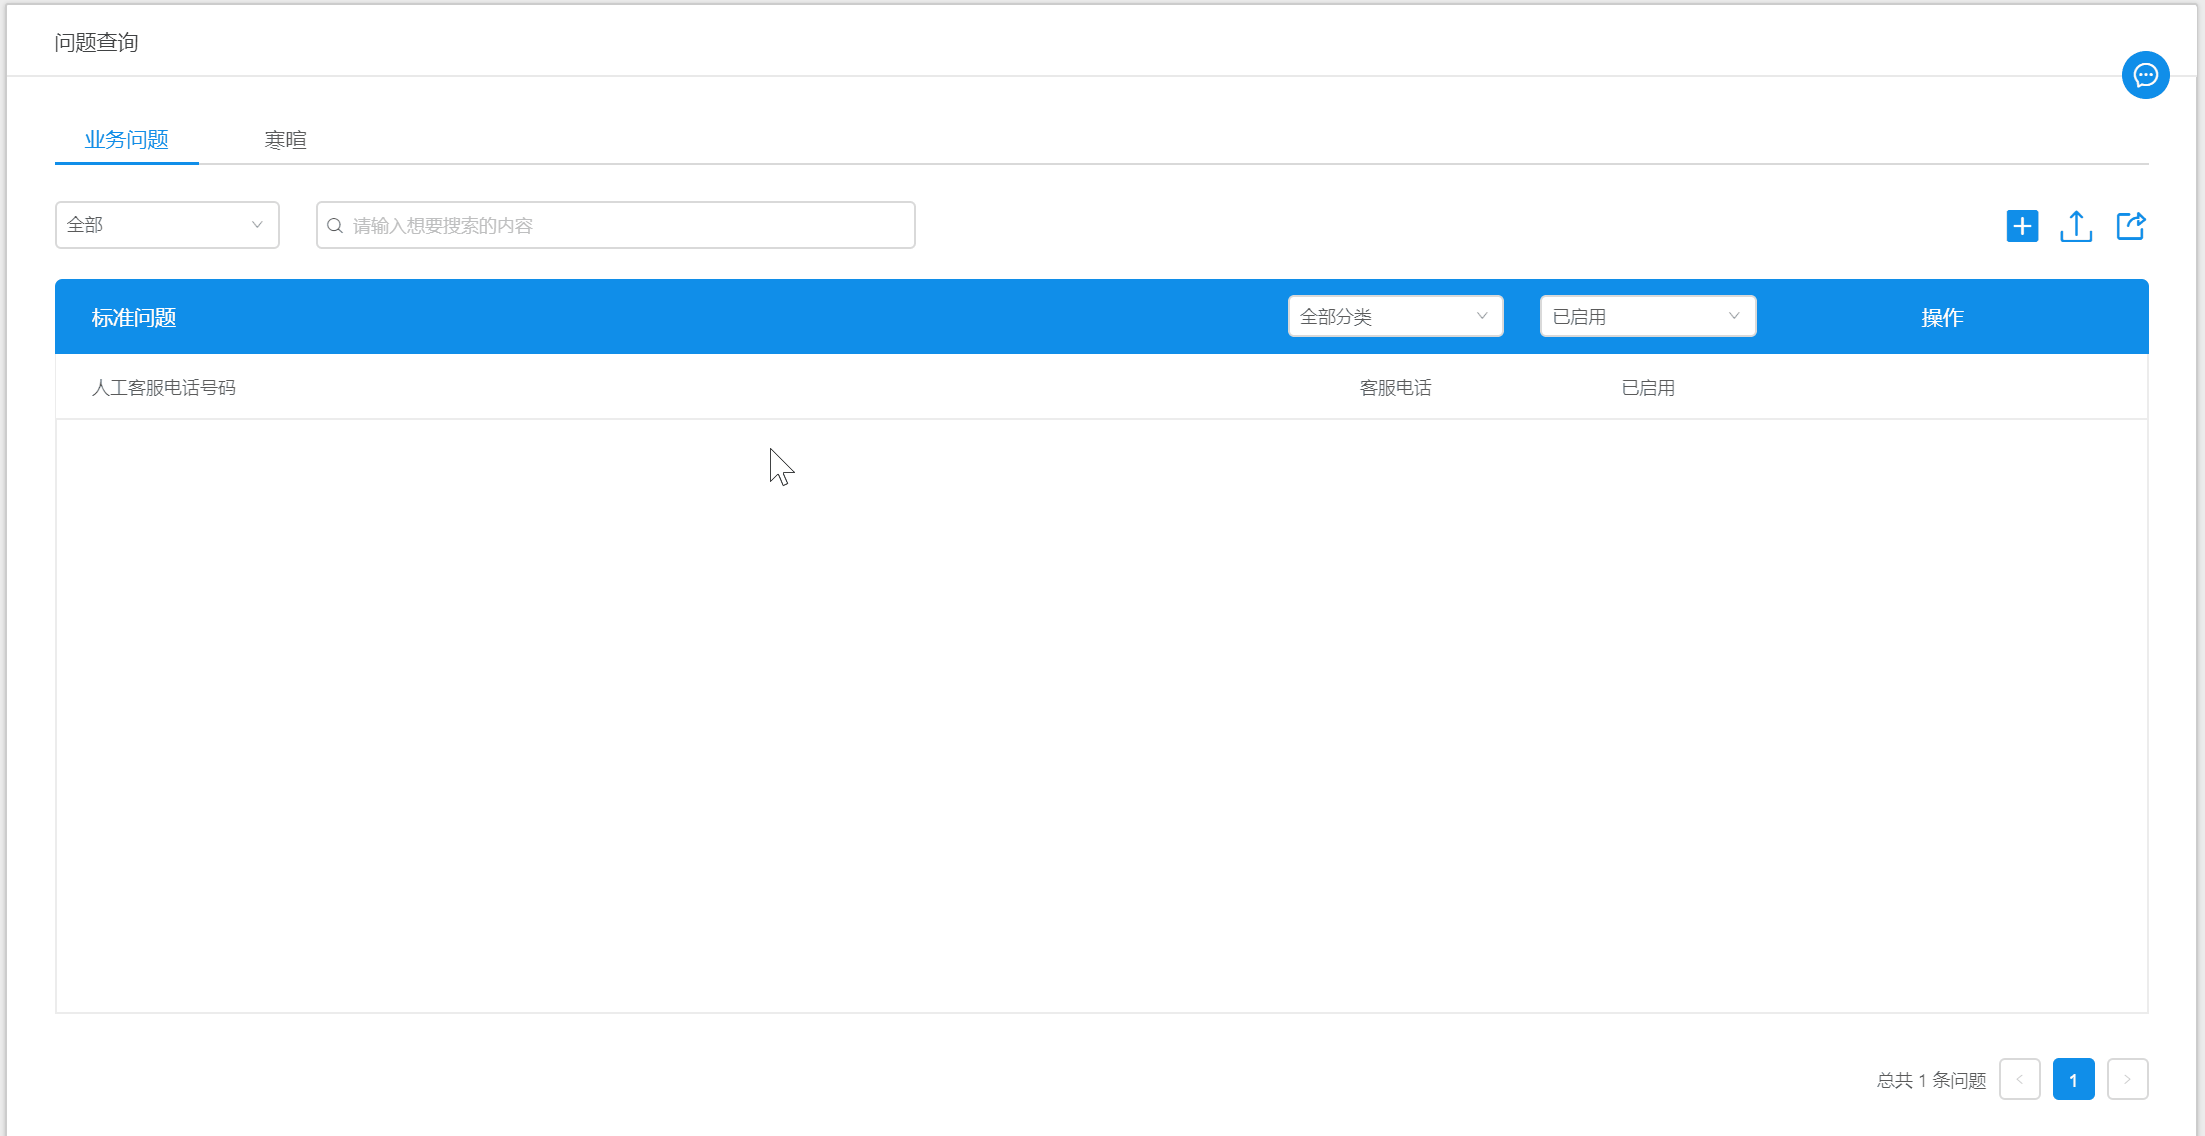 问题查询
业务问题 寒暄
全部 请输入想要搜索的内容
标准问题 全部分类 已启用 操作
人工客服电话号码 客服电话 已启用
总共 1 条问题 < 1 >